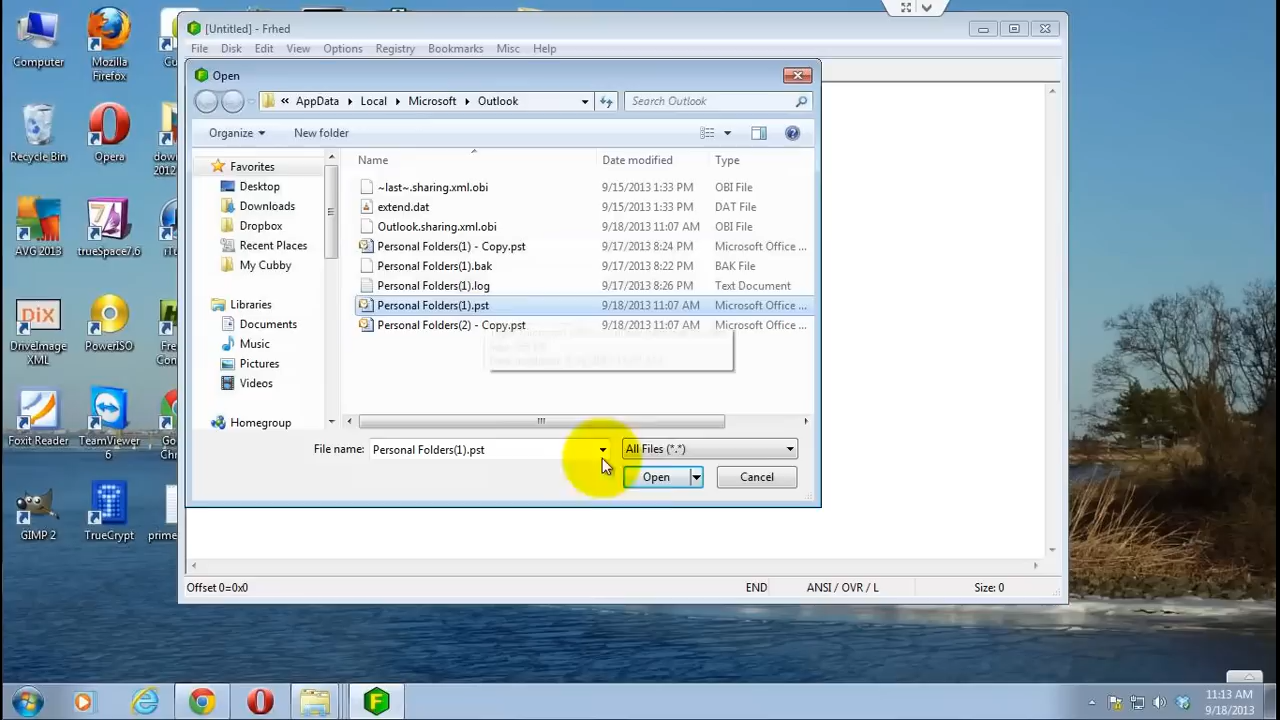 [Untitled] - Frhed
File Disk Edit View Options Registry Bookmarks Misc Help
Open
« AppData Local Microsoft Outlook
Search Outlook
Organize New folder
Name Date modified Type
~last~.sharing.xml.obi 9/15/2013 1:33 PM OBI File
extend.dat 9/15/2013 1:33 PM DAT File
Outlook.sharing.xml.obi 9/18/2013 11:07 AM OBI File
Personal Folders(1) - Copy.pst 9/17/2013 8:24 PM Microsoft Office ...
Personal Folders(1).bak 9/17/2013 8:22 PM BAK File
Personal Folders(1).log 9/17/2013 8:26 PM Text Document
Personal Folders(1).pst 9/18/2013 11:07 AM Microsoft Office ...
Personal Folders(2) - Copy.pst 9/18/2013 11:07 AM Microsoft Office ...
Favorites
Desktop
Downloads
Dropbox
Recent Places
My Cubby
Libraries
Documents
Music
Pictures
Videos
Homegroup
File name: Personal Folders(1).pst All Files (*.*)
Open Cancel
Offset 0=0x0 END ANSI / OVR / L Size: 0
Computer
Mozilla
Firefox
Recycle Bin
Opera
2012
AVG 2013
trueSpace7.6
DriveImage
XML
PowerISO
Foxit Reader
TeamViewer
6
GIMP 2
TrueCrypt
11:13 AM
9/18/2013